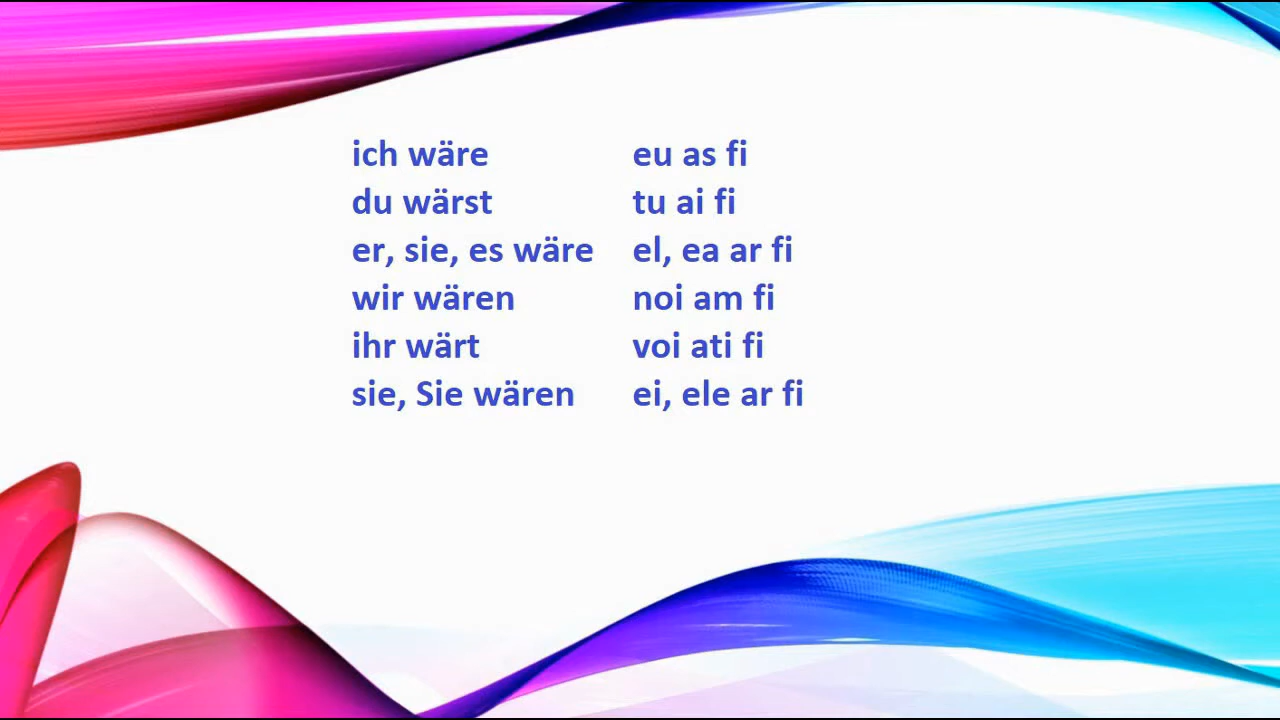 ich wäre eu as fi
du wärst tu ai fi
er, sie, es wäre el, ea ar fi
wir wären noi am fi
ihr wärt voi ati fi
sie, Sie wären ei, ele ar fi